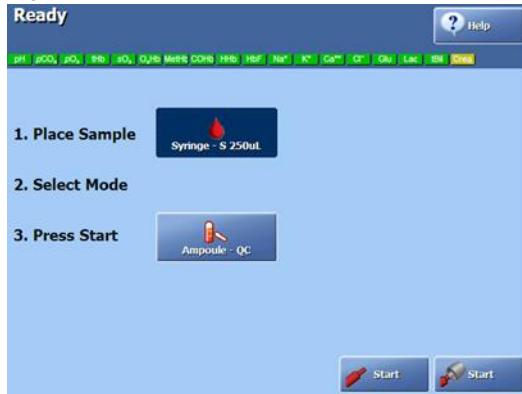 Ready
Help
pH pCO₂ pO₂ tHb sO₂ O₂Hb MetHb COHb HHb HbF Na⁺ K⁺ Ca⁺⁺ Cl⁻ Glu Lac tBil Crea
1. Place Sample
Syringe - S 250uL
2. Select Mode
3. Press Start
Ampoule - QC
Start
Start